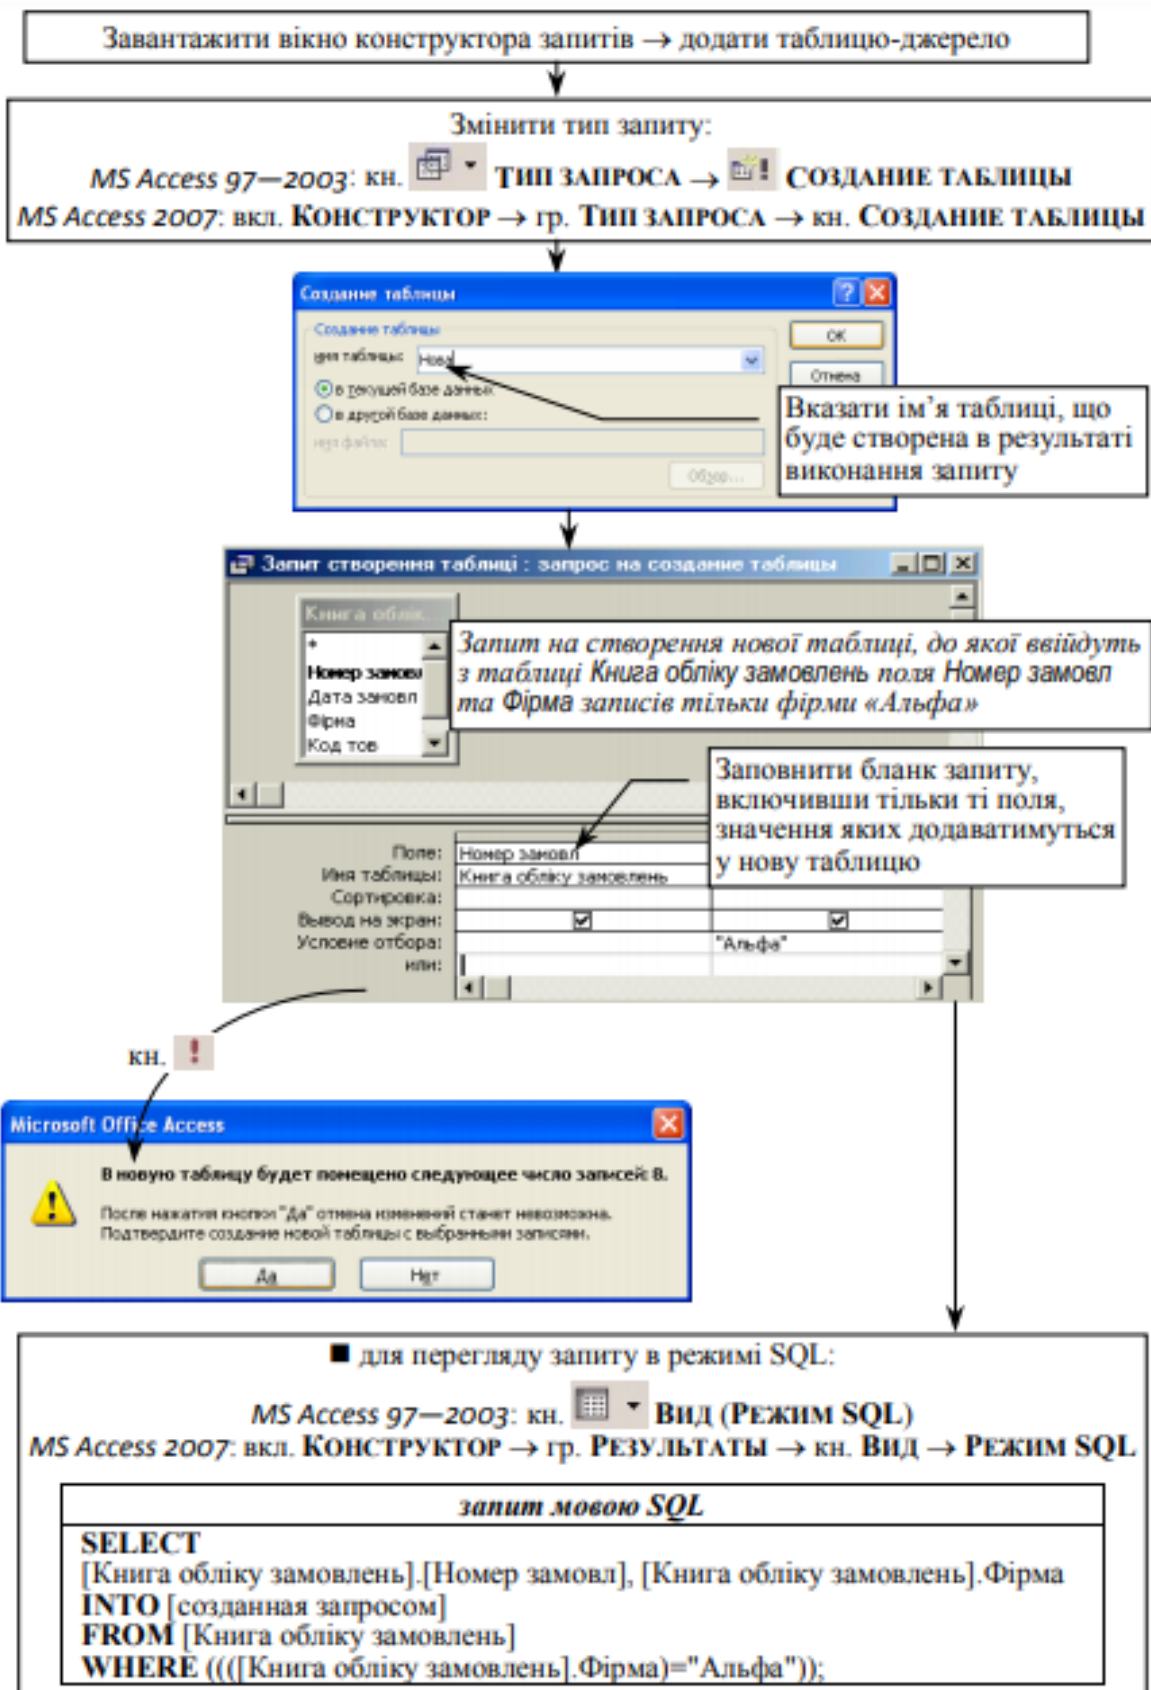 Завантажити вікно конструктора запитів → додати таблицю-джерело
Змінити тип запиту:
MS Access 97—2003: кн. ТИП ЗАПРОСА → СОЗДАНИЕ ТАБЛИЦЫ
MS Access 2007: вкл. КОНСТРУКТОР → гр. ТИП ЗАПРОСА → кн. СОЗДАНИЕ ТАБЛИЦЫ
Создание таблицы
Создание таблицы
имя таблицы: Нова
ОК
Отмена
в текущей базе данных
в другой базе данных:
имя файла:
Обзор...
Вказати ім’я таблиці, що
буде створена в результаті
виконання запиту
Запит створення таблиці : запрос на создание таблицы
Книга облік...
*
Номер замовл
Дата замовл
Фірма
Код тов
Запит на створення нової таблиці, до якої ввійдуть
з таблиці Книга обліку замовлень поля Номер замовл
та Фірма записів тільки фірми «Альфа»
Заповнити бланк запиту,
включивши тільки ті поля,
значення яких додаватимуться
у нову таблицю
Поле: Номер замовл
Имя таблицы: Книга обліку замовлень
Сортировка:
Вывод на экран:
Условие отбора: "Альфа"
или:
кн. !
Microsoft Office Access
В новую таблицу будет помещено следующее число записей: 8.
После нажатия кнопки "Да" отмена изменений станет невозможна.
Подтвердите создание новой таблицы с выбранными записями.
Да Нет
■ для перегляду запиту в режимі SQL:
MS Access 97—2003: кн. ВИД (РЕЖИМ SQL)
MS Access 2007: вкл. КОНСТРУКТОР → гр. РЕЗУЛЬТАТЫ → кн. ВИД → РЕЖИМ SQL
запит мовою SQL
SELECT
[Книга обліку замовлень].[Номер замовл], [Книга обліку замовлень].Фірма
INTO [созданная запросом]
FROM [Книга обліку замовлень]
WHERE ((([Книга обліку замовлень].Фірма)="Альфа"));